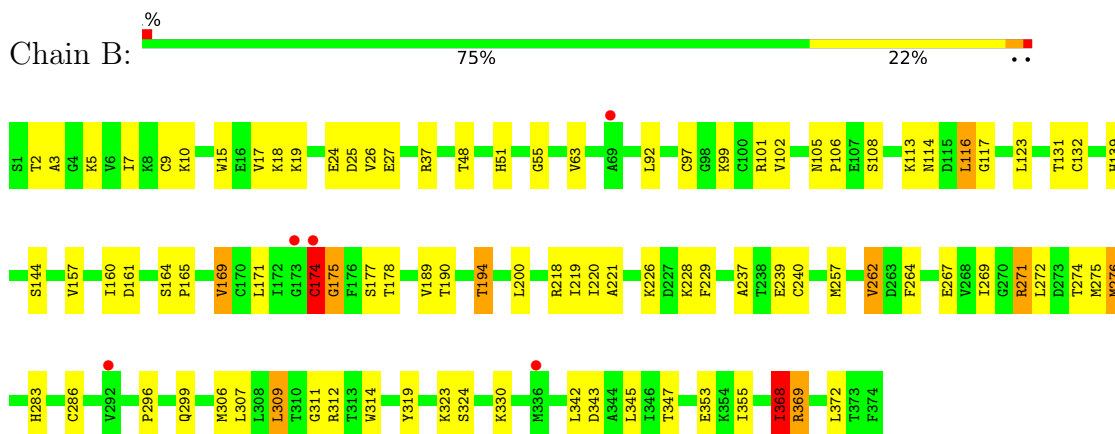 .%
Chain B:
75% 22% ..
S1 T2 A3 G4 K5 V6 I7 K8 C9 K10 W15 E16 V17 K18 K19 E24 D25 V26 E27 R37 T48 H51 G55 V63 A69 L92 C97 G98 K99 C100 R101 V102 N105 P106 E107 S108 K113 N114 D115 L116 G117 L123 T131 C132 H139
S144 V157 I160 D161 S164 P165 V169 C170 L171 I172 G173 C174 G175 F176 S177 T178 V189 T190 T194 L200 R218 I219 I220 A221 K226 D227 K228 F229 A237 T238 E239 C240 M257 V262 D263 F264 E267 V268 I269 G270 R271 L272 D273 T274 M275 M276
H283 C286 V292 P296 Q299 M306 L307 L308 L309 T310 G311 R312 T313 W314 Y319 K323 S324 K330 M336 L342 D343 A344 L345 I346 T347 E353 K354 I355 I368 R369 L372 T373 F374